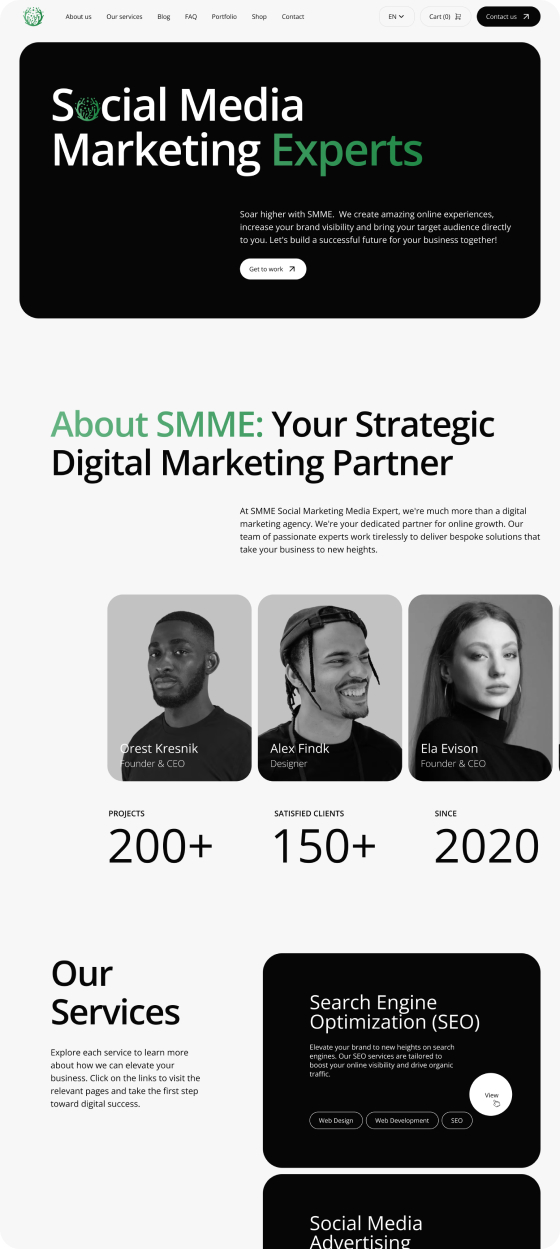 About us
Our services
Blog
FAQ
Portfolio
Shop
Contact
EN
Cart (0)
Contact us
Social Media
Marketing Experts
Soar higher with SMME. We create amazing online experiences,
increase your brand visibility and bring your target audience directly
to you. Let's build a successful future for your business together!
Get to work
About SMME: Your Strategic
Digital Marketing Partner
At SMME Social Marketing Media Expert, we're much more than a digital
marketing agency. We're your dedicated partner for online growth. Our
team of passionate experts work tirelessly to deliver bespoke solutions that
take your business to new heights.
Orest Kresnik
Founder & CEO
Alex Findk
Designer
Ela Evison
Founder & CEO
PROJECTS
200+
SATISFIED CLIENTS
150+
SINCE
2020
Our
Services
Explore each service to learn more
about how we can elevate your
business. Click on the links to visit the
relevant pages and take the first step
toward digital success.
Search Engine
Optimization (SEO)
Elevate your brand to new heights on search
engines. Our SEO services are tailored to
boost your online visibility and drive organic
traffic.
View
Web Design
Web Development
SEO
Social Media
Advertising